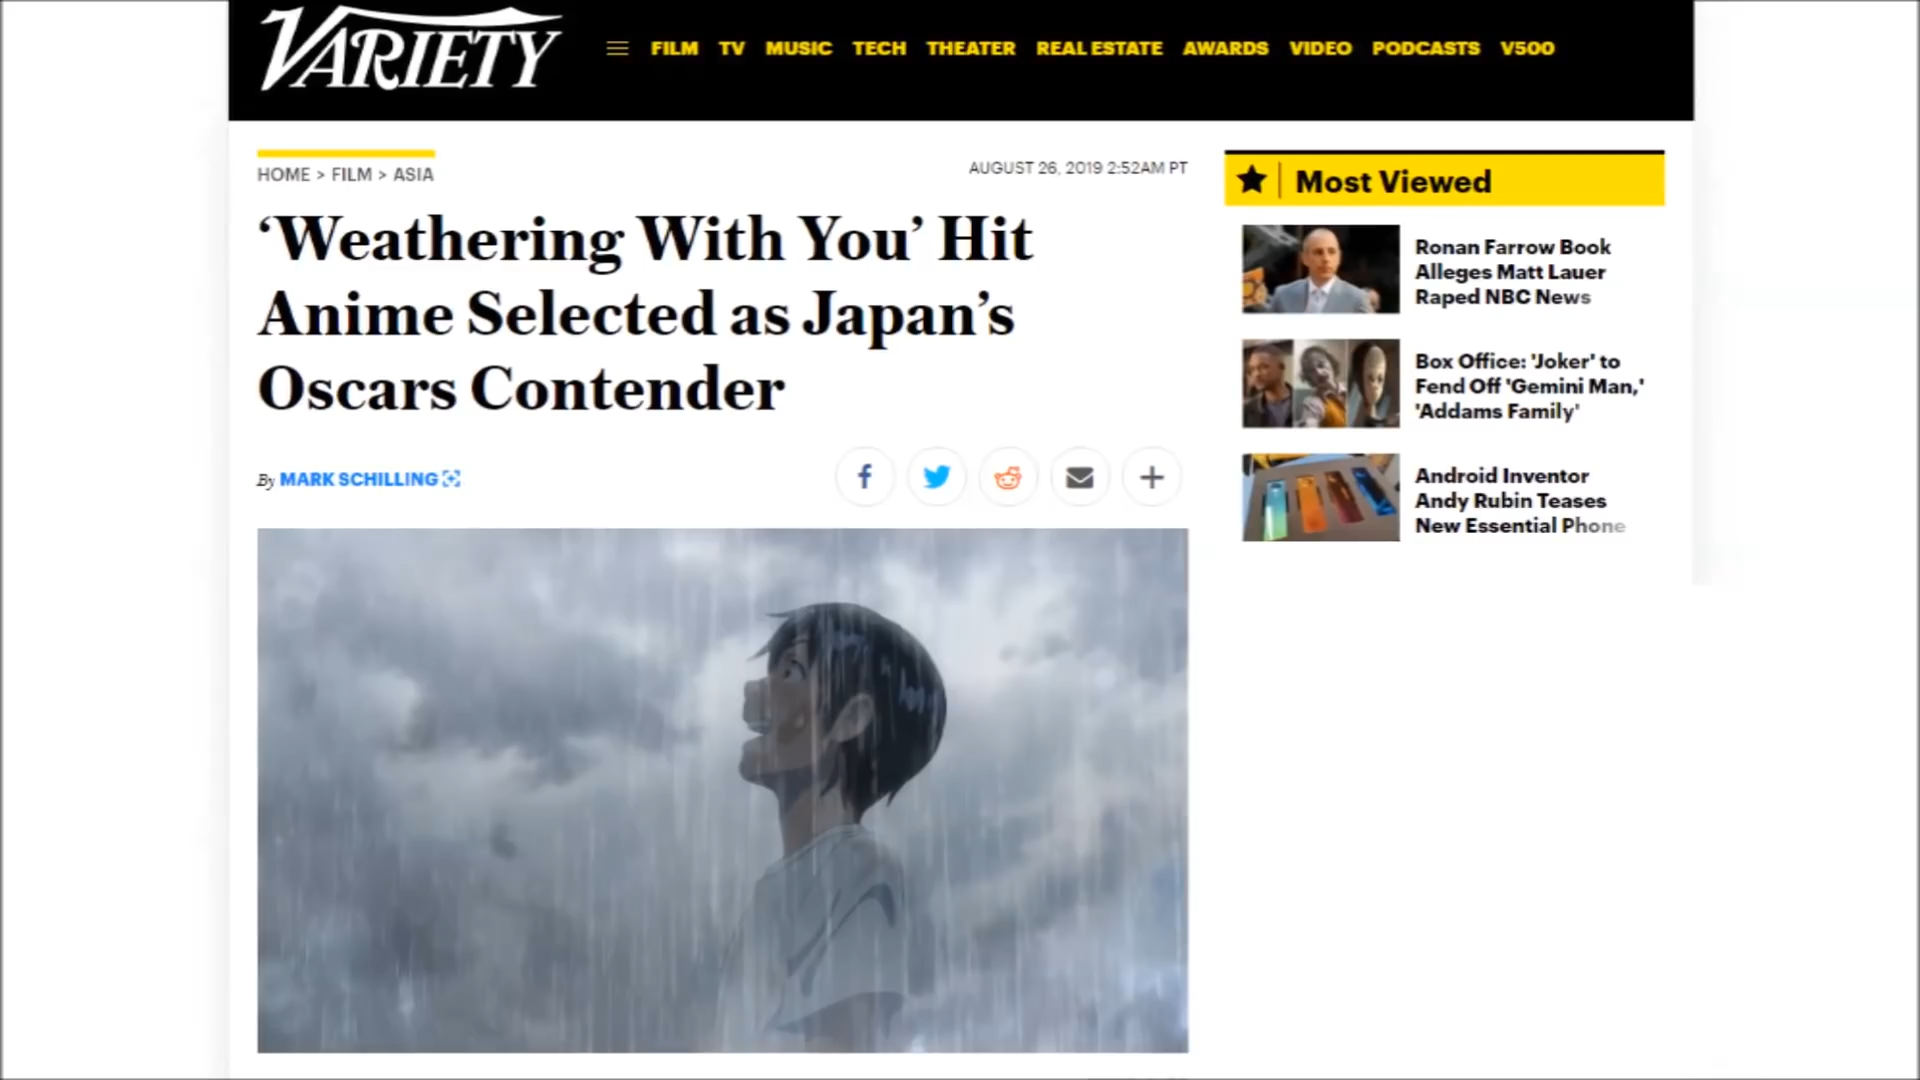 VARIETY
FILM TV MUSIC TECH THEATER REAL ESTATE AWARDS VIDEO PODCASTS V500
HOME > FILM > ASIA
AUGUST 26, 2019 2:52AM PT
‘Weathering With You’ Hit
Anime Selected as Japan’s
Oscars Contender
By MARK SCHILLING
Most Viewed
Ronan Farrow Book
Alleges Matt Lauer
Raped NBC News
Box Office: 'Joker' to
Fend Off 'Gemini Man,'
'Addams Family'
Android Inventor
Andy Rubin Teases
New Essential Phone